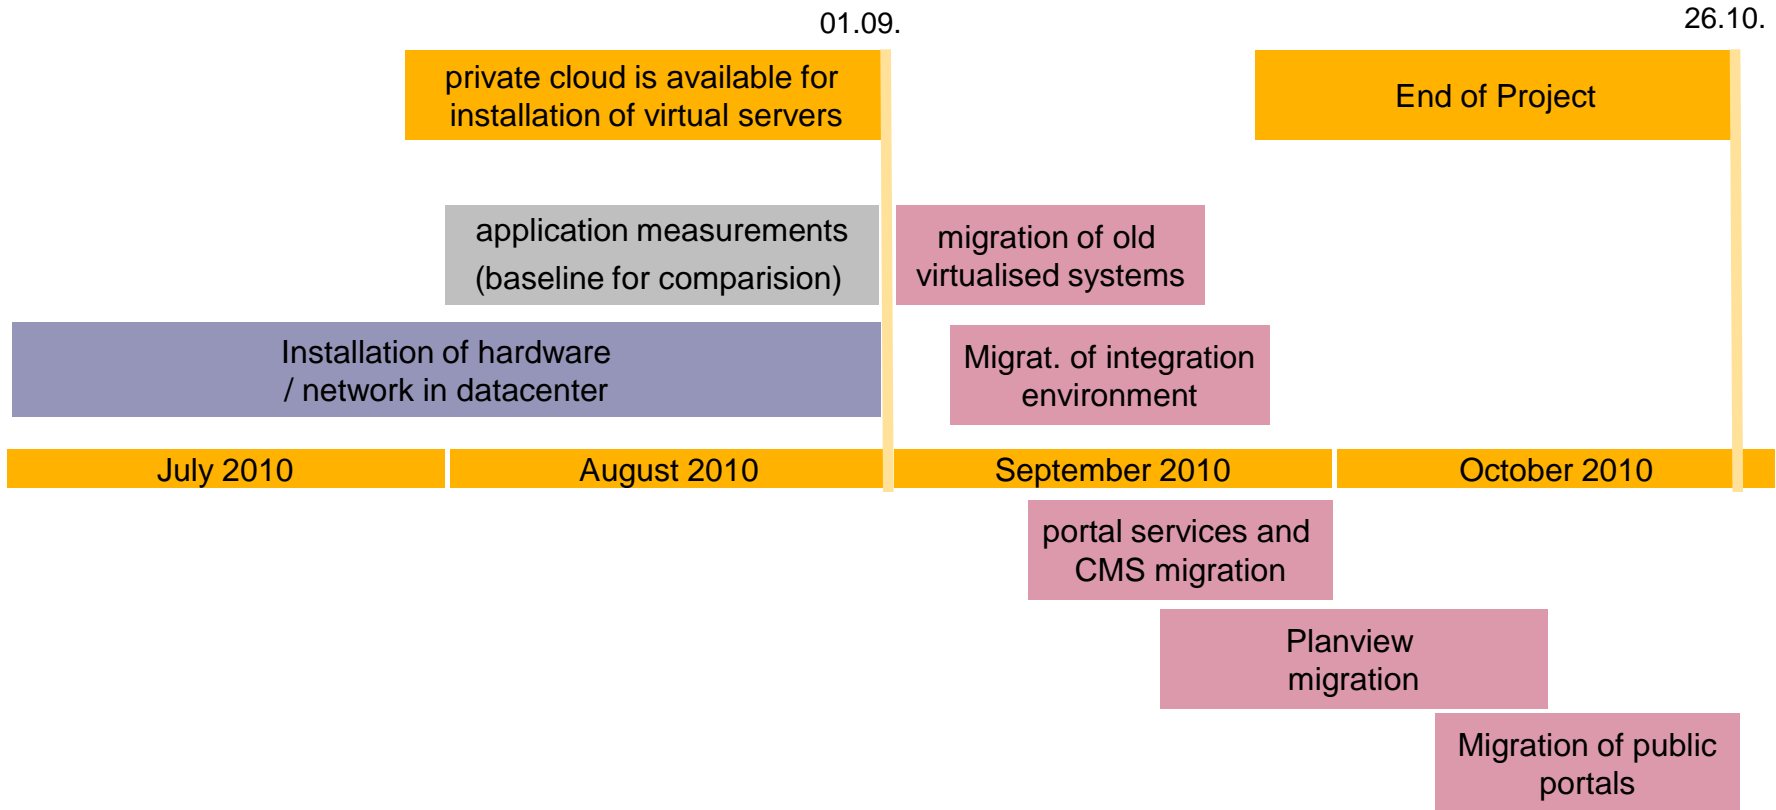 01.09.
26.10.
private cloud is available for
installation of virtual servers
End of Project
application measurements
(baseline for comparision)
migration of old
virtualised systems
Installation of hardware
/ network in datacenter
Migrat. of integration
environment
July 2010
August 2010
September 2010
October 2010
portal services and
CMS migration
Planview
migration
Migration of public
portals